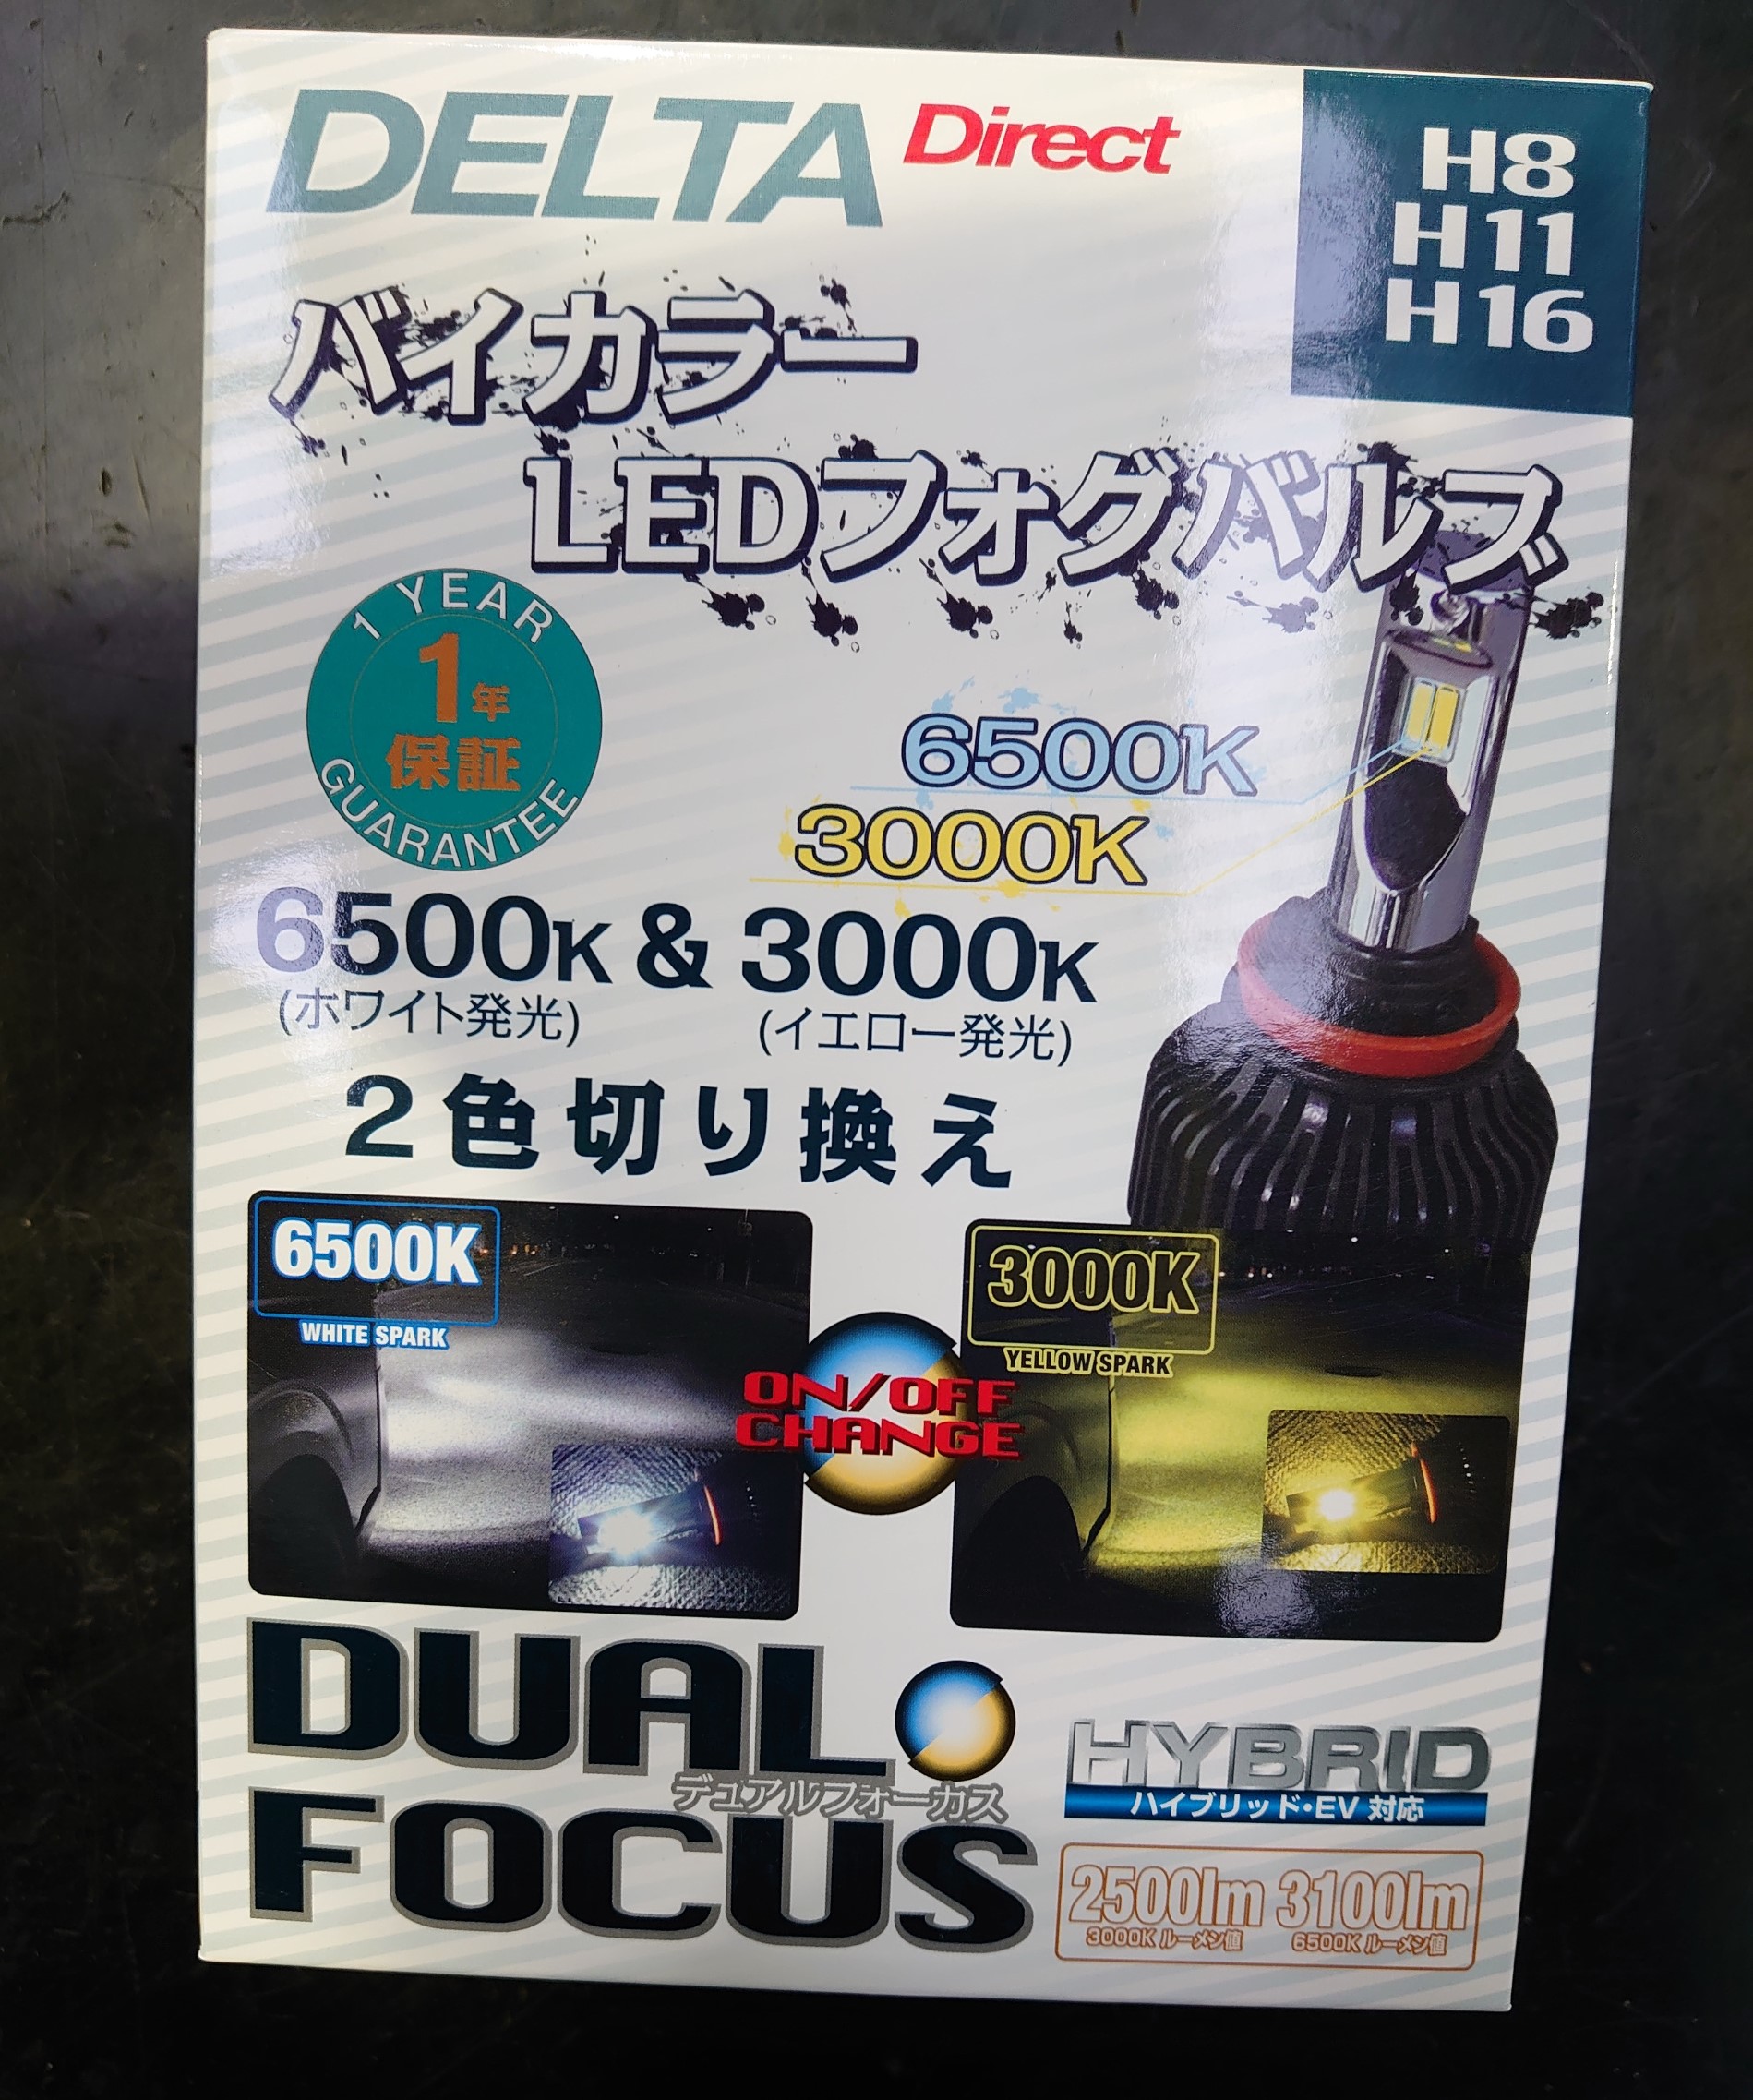 DELTA Direct
H8
H11
H16
バイカラー
LEDフォグバルブ
1 YEAR
1年
保証
GUARANTEE
6500K
3000K
6500K & 3000K
(ホワイト発光) (イエロー発光)
2色切り換え
6500K
WHITE SPARK
ON/OFF
CHANGE
3000K
YELLOW SPARK
DUAL
デュアルフォーカス
FOCUS
HYBRID
ハイブリッド・EV 対応
2500lm 3100lm
3000K ルーメン値 6500K ルーメン値